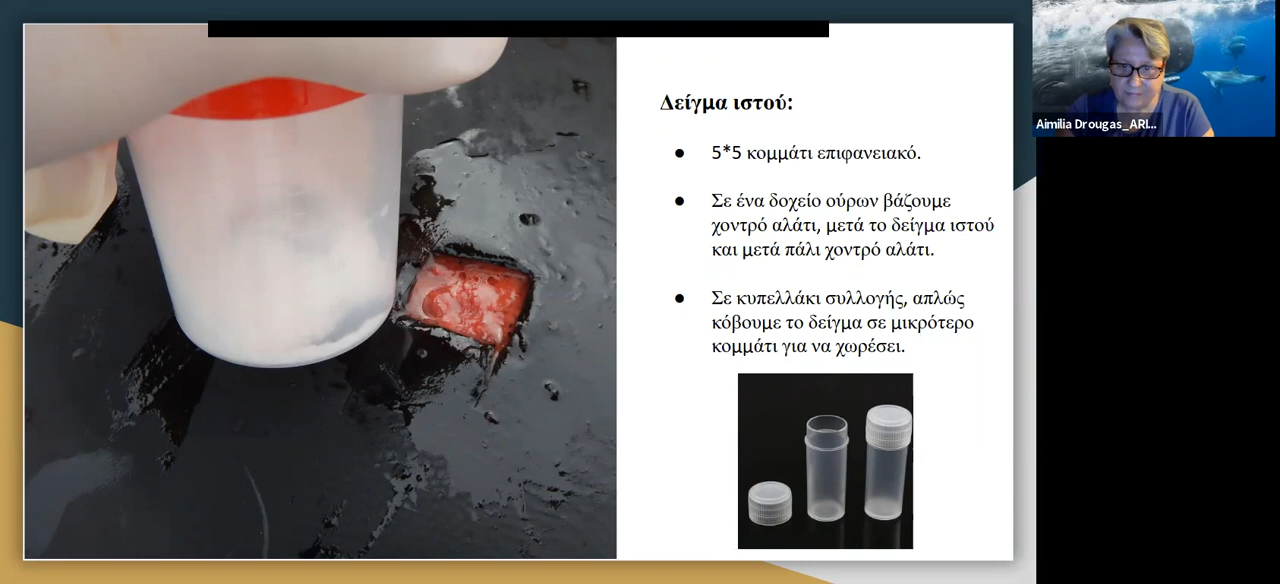 Δείγμα ιστού:
● 5*5 κομμάτι επιφανειακό.
● Σε ένα δοχείο ούρων βάζουμε
χοντρό αλάτι, μετά το δείγμα ιστού
και μετά πάλι χοντρό αλάτι.
● Σε κυπελλάκι συλλογής, απλώς
κόβουμε το δείγμα σε μικρότερο
κομμάτι για να χωρέσει.
Aimilia Drougas_ARI...